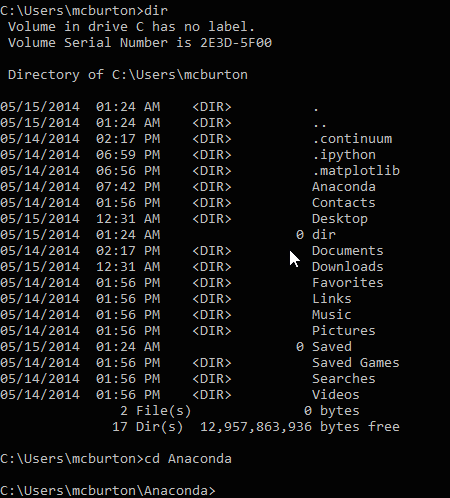 C:\Users\mcburton>dir
 Volume in drive C has no label.
 Volume Serial Number is 2E3D-5F00

 Directory of C:\Users\mcburton

05/15/2014  01:24 AM    <DIR>          .
05/15/2014  01:24 AM    <DIR>          ..
05/14/2014  02:17 PM    <DIR>          .continuum
05/14/2014  06:59 PM    <DIR>          .ipython
05/14/2014  06:56 PM    <DIR>          .matplotlib
05/14/2014  07:42 PM    <DIR>          Anaconda
05/14/2014  01:56 PM    <DIR>          Contacts
05/15/2014  12:31 AM    <DIR>          Desktop
05/15/2014  01:24 AM                 0 dir
05/14/2014  02:17 PM    <DIR>          Documents
05/15/2014  12:31 AM    <DIR>          Downloads
05/14/2014  01:56 PM    <DIR>          Favorites
05/14/2014  01:56 PM    <DIR>          Links
05/14/2014  01:56 PM    <DIR>          Music
05/14/2014  01:56 PM    <DIR>          Pictures
05/15/2014  01:24 AM                 0 Saved
05/14/2014  01:56 PM    <DIR>          Saved Games
05/14/2014  01:56 PM    <DIR>          Searches
05/14/2014  01:56 PM    <DIR>          Videos
               2 File(s)              0 bytes
              17 Dir(s)  12,957,863,936 bytes free

C:\Users\mcburton>cd Anaconda

C:\Users\mcburton\Anaconda>